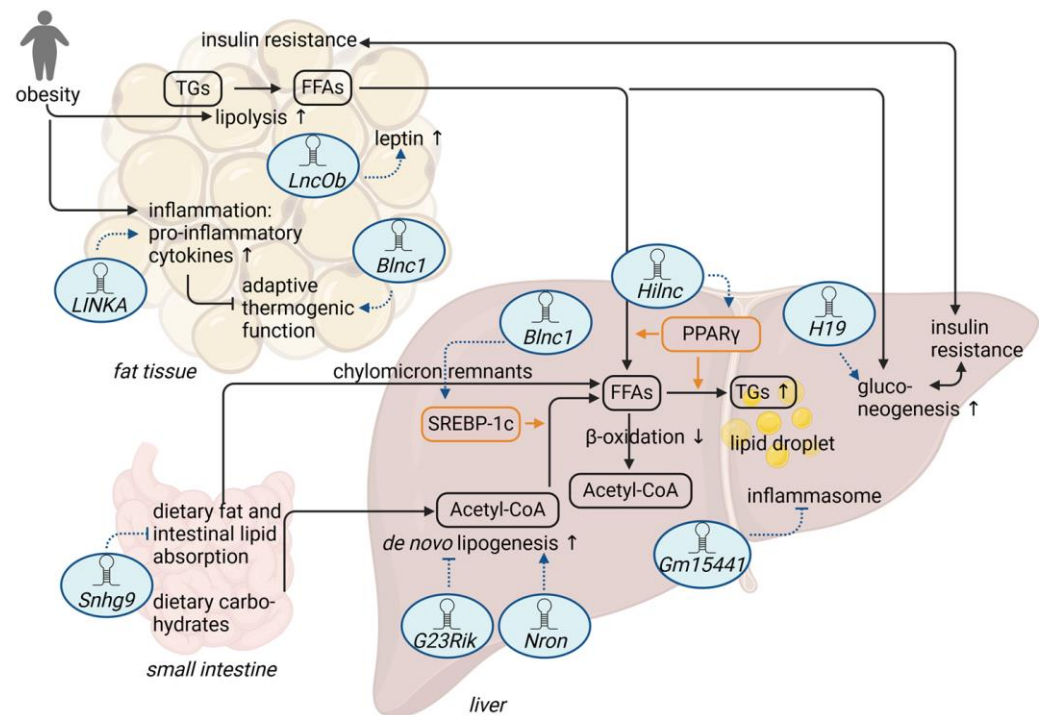 obesity
insulin resistance
TGs
FFAs
lipolysis ↑
leptin ↑
LncOb
inflammation:
pro-inflammatory
cytokines ↑
LINKA
Blnc1
adaptive
thermogenic
function
fat tissue
Hilnc
H19
Blnc1
PPARγ
insulin
resistance
chylomicron remnants
FFAs
TGs ↑
gluco-
neogenesis ↑
SREBP-1c
β-oxidation ↓
lipid droplet
Acetyl-CoA
inflammasome
Acetyl-CoA
dietary fat and
intestinal lipid
absorption
de novo lipogenesis ↑
Gm15441
Snhg9
dietary carbo-
hydrates
G23Rik
Nron
small intestine
liver